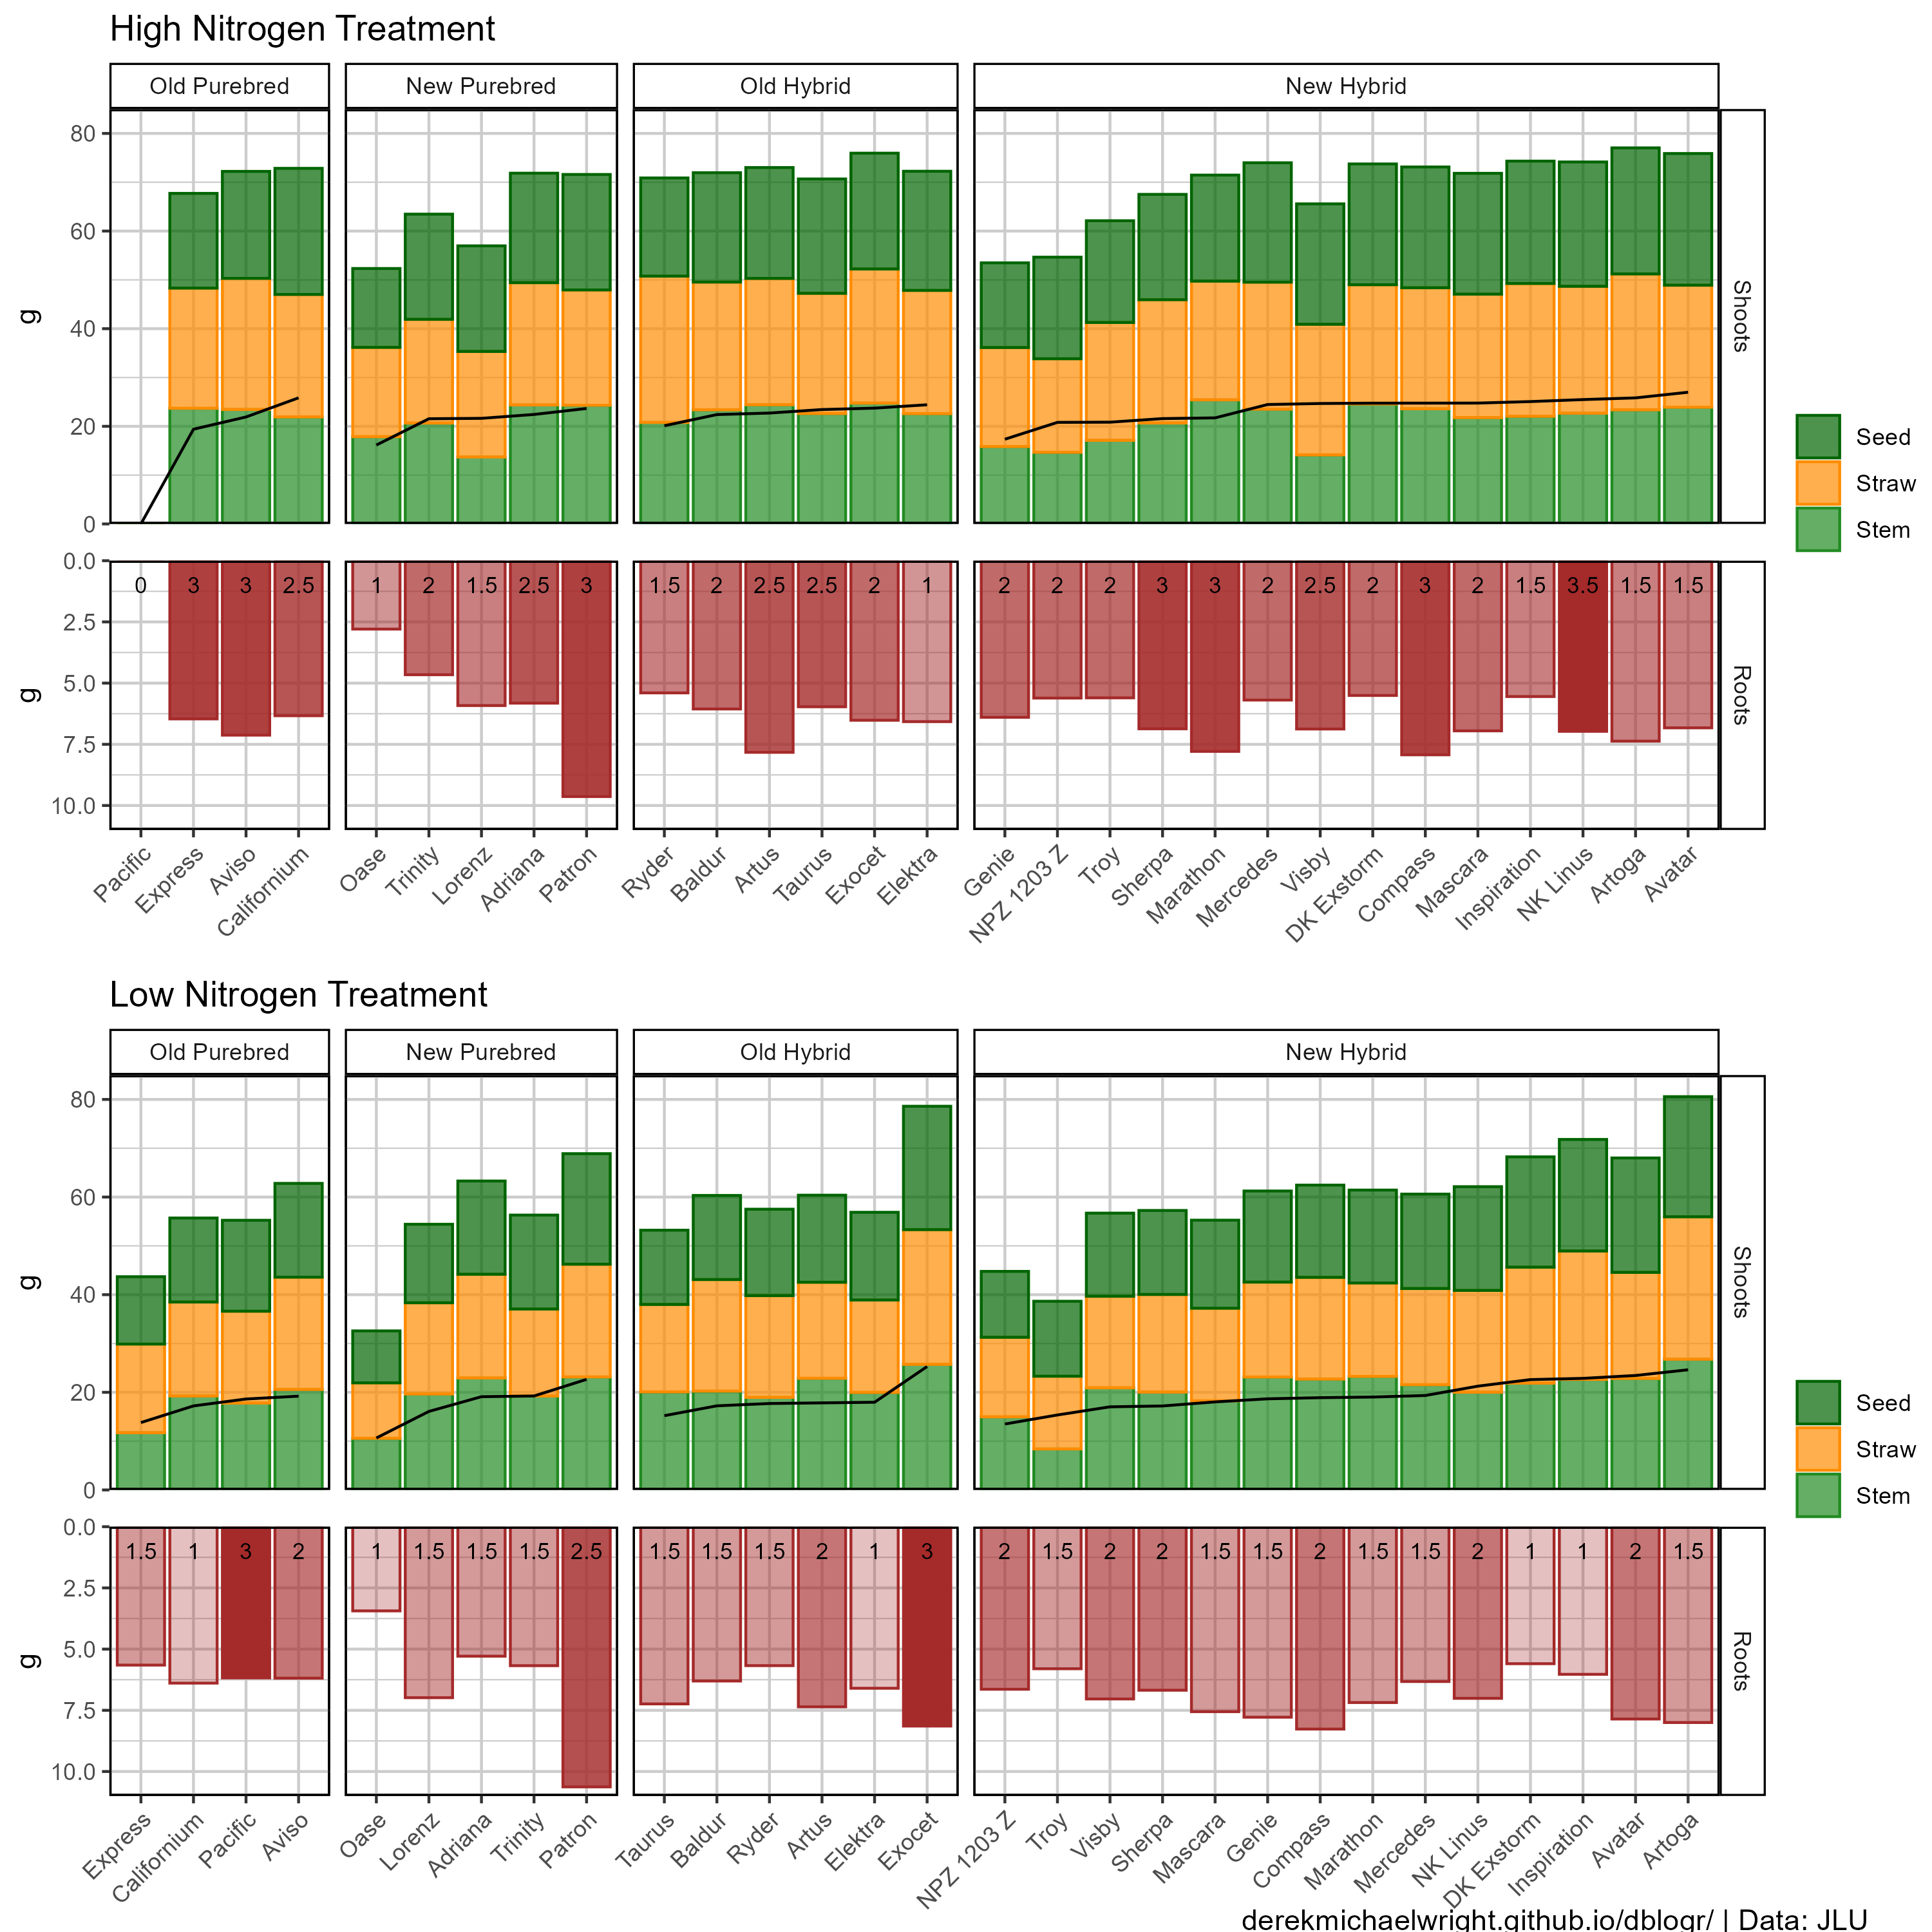 High Nitrogen Treatment
Old Purebred New Purebred Old Hybrid New Hybrid
80
60
40
20
0
g
Shoots
Seed
Straw
Stem
0.0
2.5
5.0
7.5
10.0
g
0 3 3 2.5 1 2 1.5 2.5 3 1.5 2 2.5 2.5 2 1 2 2 2 3 3 2 2.5 2 3 2 1.5 3.5 1.5 1.5
Roots
Pacific Express Aviso Californium Oase Trinity Lorenz Adriana Patron Ryder Baldur Artus Taurus Exocet Elektra Genie NPZ 1203 Z Troy Sherpa Marathon Mercedes Visby DK Exstorm Compass Mascara Inspiration NK Linus Artoga Avatar
Low Nitrogen Treatment
Old Purebred New Purebred Old Hybrid New Hybrid
80
60
40
20
0
g
Shoots
Seed
Straw
Stem
0.0
2.5
5.0
7.5
10.0
g
1.5 1 3 2 1 1.5 1.5 1.5 2.5 1.5 1.5 1.5 2 1 3 2 1.5 2 2 1.5 1.5 2 1.5 1.5 2 1 1 2 1.5
Roots
Express Californium Pacific Aviso Oase Lorenz Adriana Trinity Patron Taurus Baldur Ryder Artus Elektra Exocet NPZ 1203 Z Troy Visby Sherpa Mascara Genie Compass Marathon Mercedes NK Linus DK Exstorm Inspiration Avatar Artoga
derekmichaelwright.github.io/dblogr/ | Data: JLU